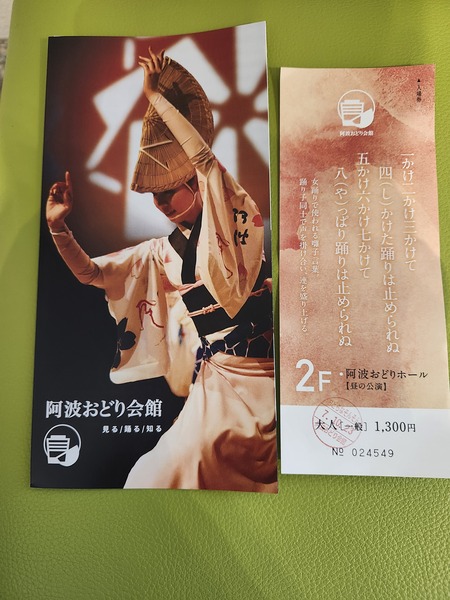 阿波おどり会館
見る/踊る/知る
阿波おどり会館
一かけ二かけ三かけて
四(し)かけた踊りは止められぬ
五かけ六かけ七かけて
八(や)っぱり踊りは止められぬ
女踊りで使われる囃子言葉。
踊り子同士で声を掛け合い、連を盛り上げる。
2F・阿波おどりホール
【昼の公演】
大人[一般] 1,300円
№ 024549